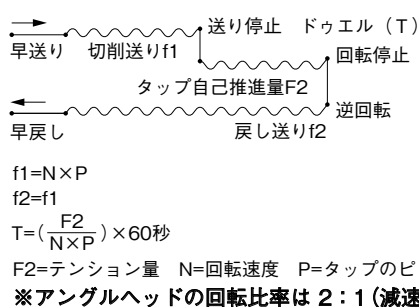 送り停止 ドゥエル（T）
早送り 切削送りf1
回転停止
タップ自己推進量F2
逆回転
早戻し 戻し送りf2
f1=N×P
f2=f1
T=(F2/N×P)×60秒
F2=テンション量 N=回転速度 P=タップのピ
※アングルヘッドの回転比率は 2：1(減速